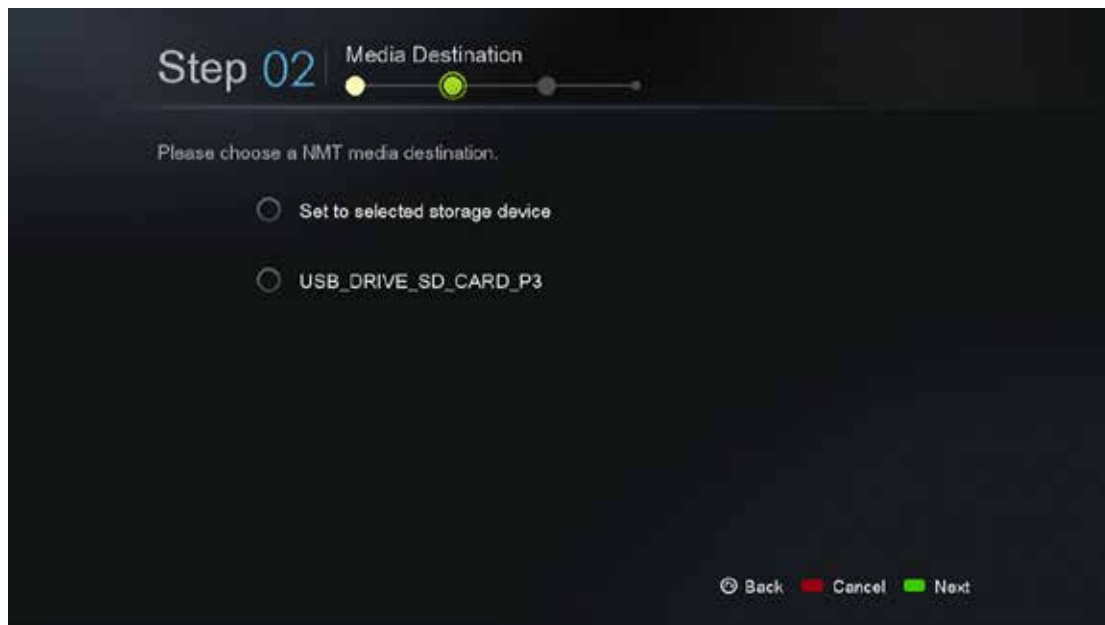 Step 02
Media Destination
Please choose a NMT media destination.
Set to selected storage device
USB_DRIVE_SD_CARD_P3
Back Cancel Next